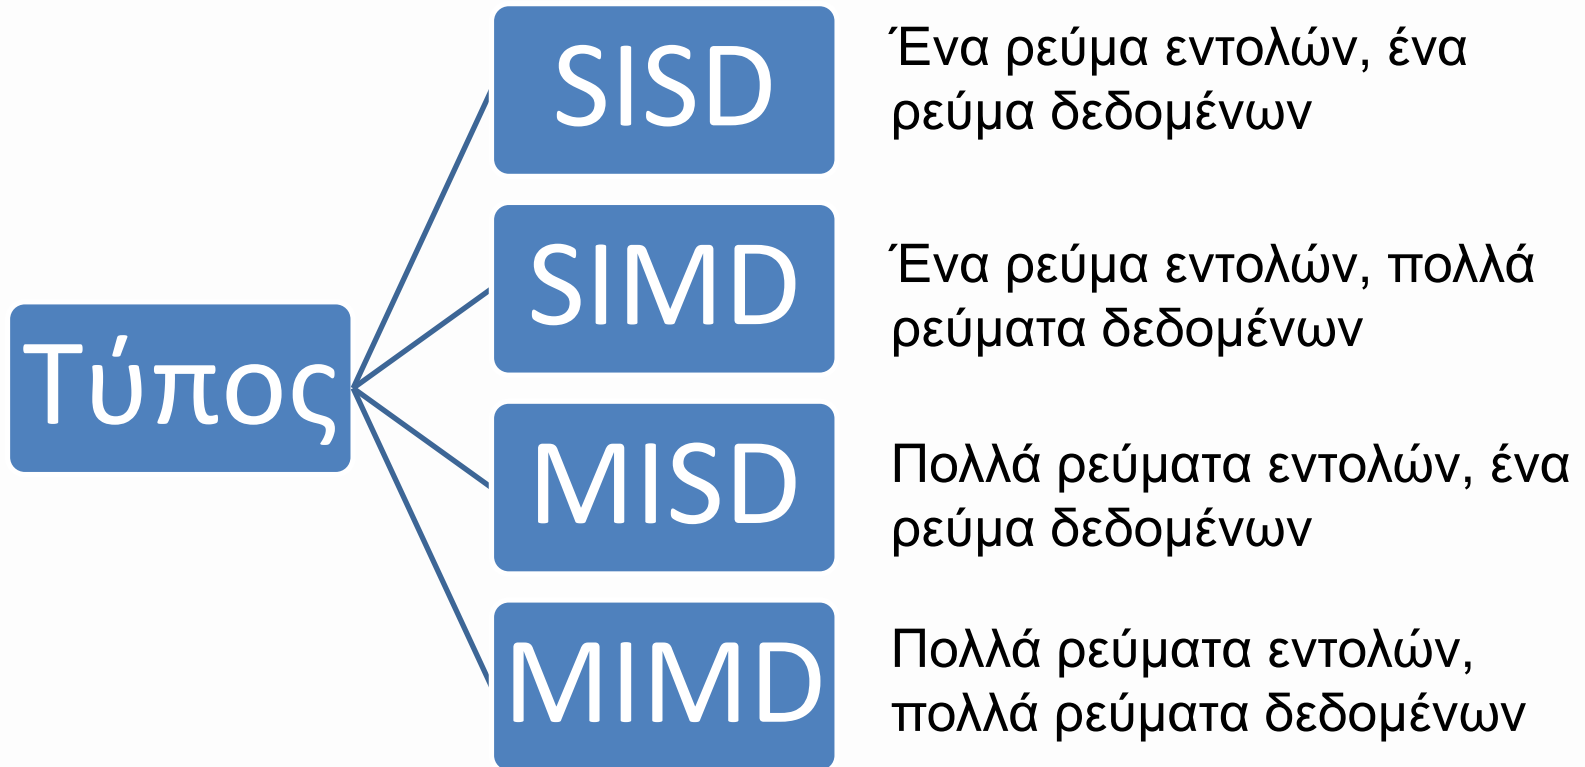 Τύπος
SISD
Ένα ρεύμα εντολών, ένα
ρεύμα δεδομένων
SIMD
Ένα ρεύμα εντολών, πολλά
ρεύματα δεδομένων
MISD
Πολλά ρεύματα εντολών, ένα
ρεύμα δεδομένων
MIMD
Πολλά ρεύματα εντολών,
πολλά ρεύματα δεδομένων